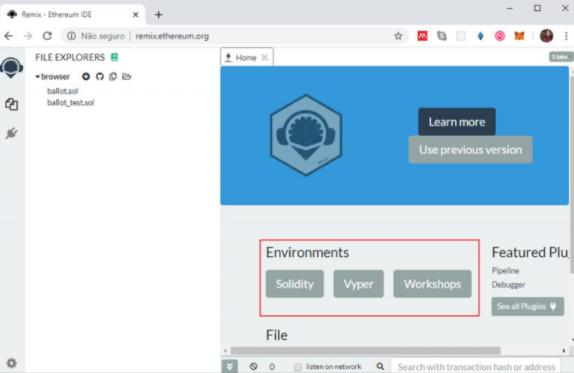 Remix - Ethereum IDE
Não seguro | remix.ethereum.org
FILE EXPLORERS
browser
ballot.sol
ballot_test.sol
Home
1 tabs
Learn more
Use previous version
Environments
Solidity Vyper Workshops
Featured Plu
Pipeline
Debugger
See all Plugins
File
0 listen on network Search with transaction hash or address